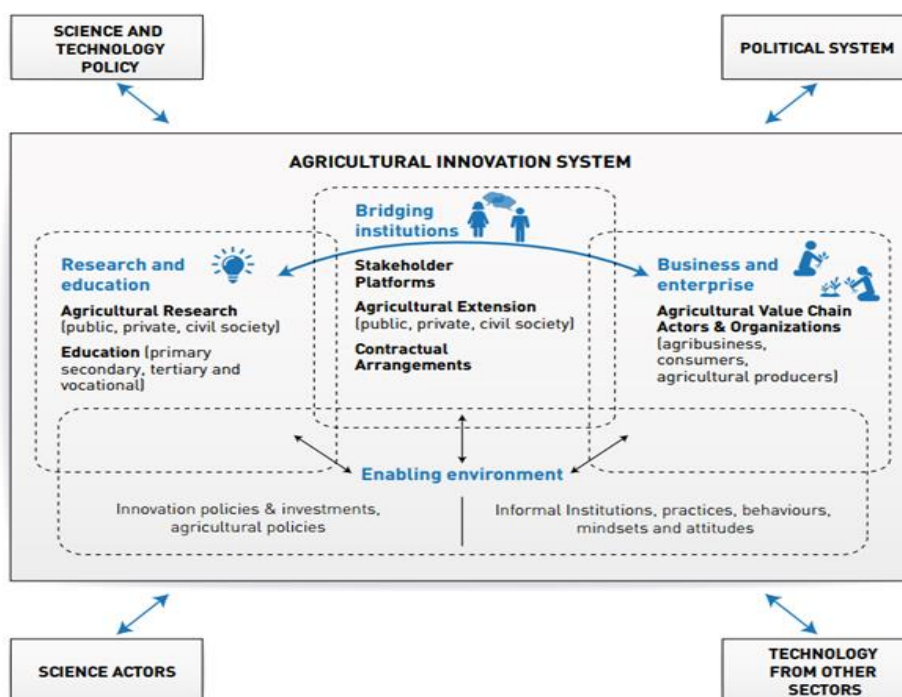 SCIENCE AND
TECHNOLOGY
POLICY
POLITICAL SYSTEM
AGRICULTURAL INNOVATION SYSTEM
Bridging
institutions
Stakeholder
Platforms
Agricultural Extension
(public, private, civil society)
Contractual
Arrangements
Research and
education
Agricultural Research
(public, private, civil society)
Education (primary
secondary, tertiary and
vocational)
Business and
enterprise
Agricultural Value Chain
Actors & Organizations
(agribusiness,
consumers,
agricultural producers)
Enabling environment
Innovation policies & investments,
agricultural policies
Informal Institutions, practices, behaviours,
mindsets and attitudes
SCIENCE ACTORS
TECHNOLOGY
FROM OTHER
SECTORS